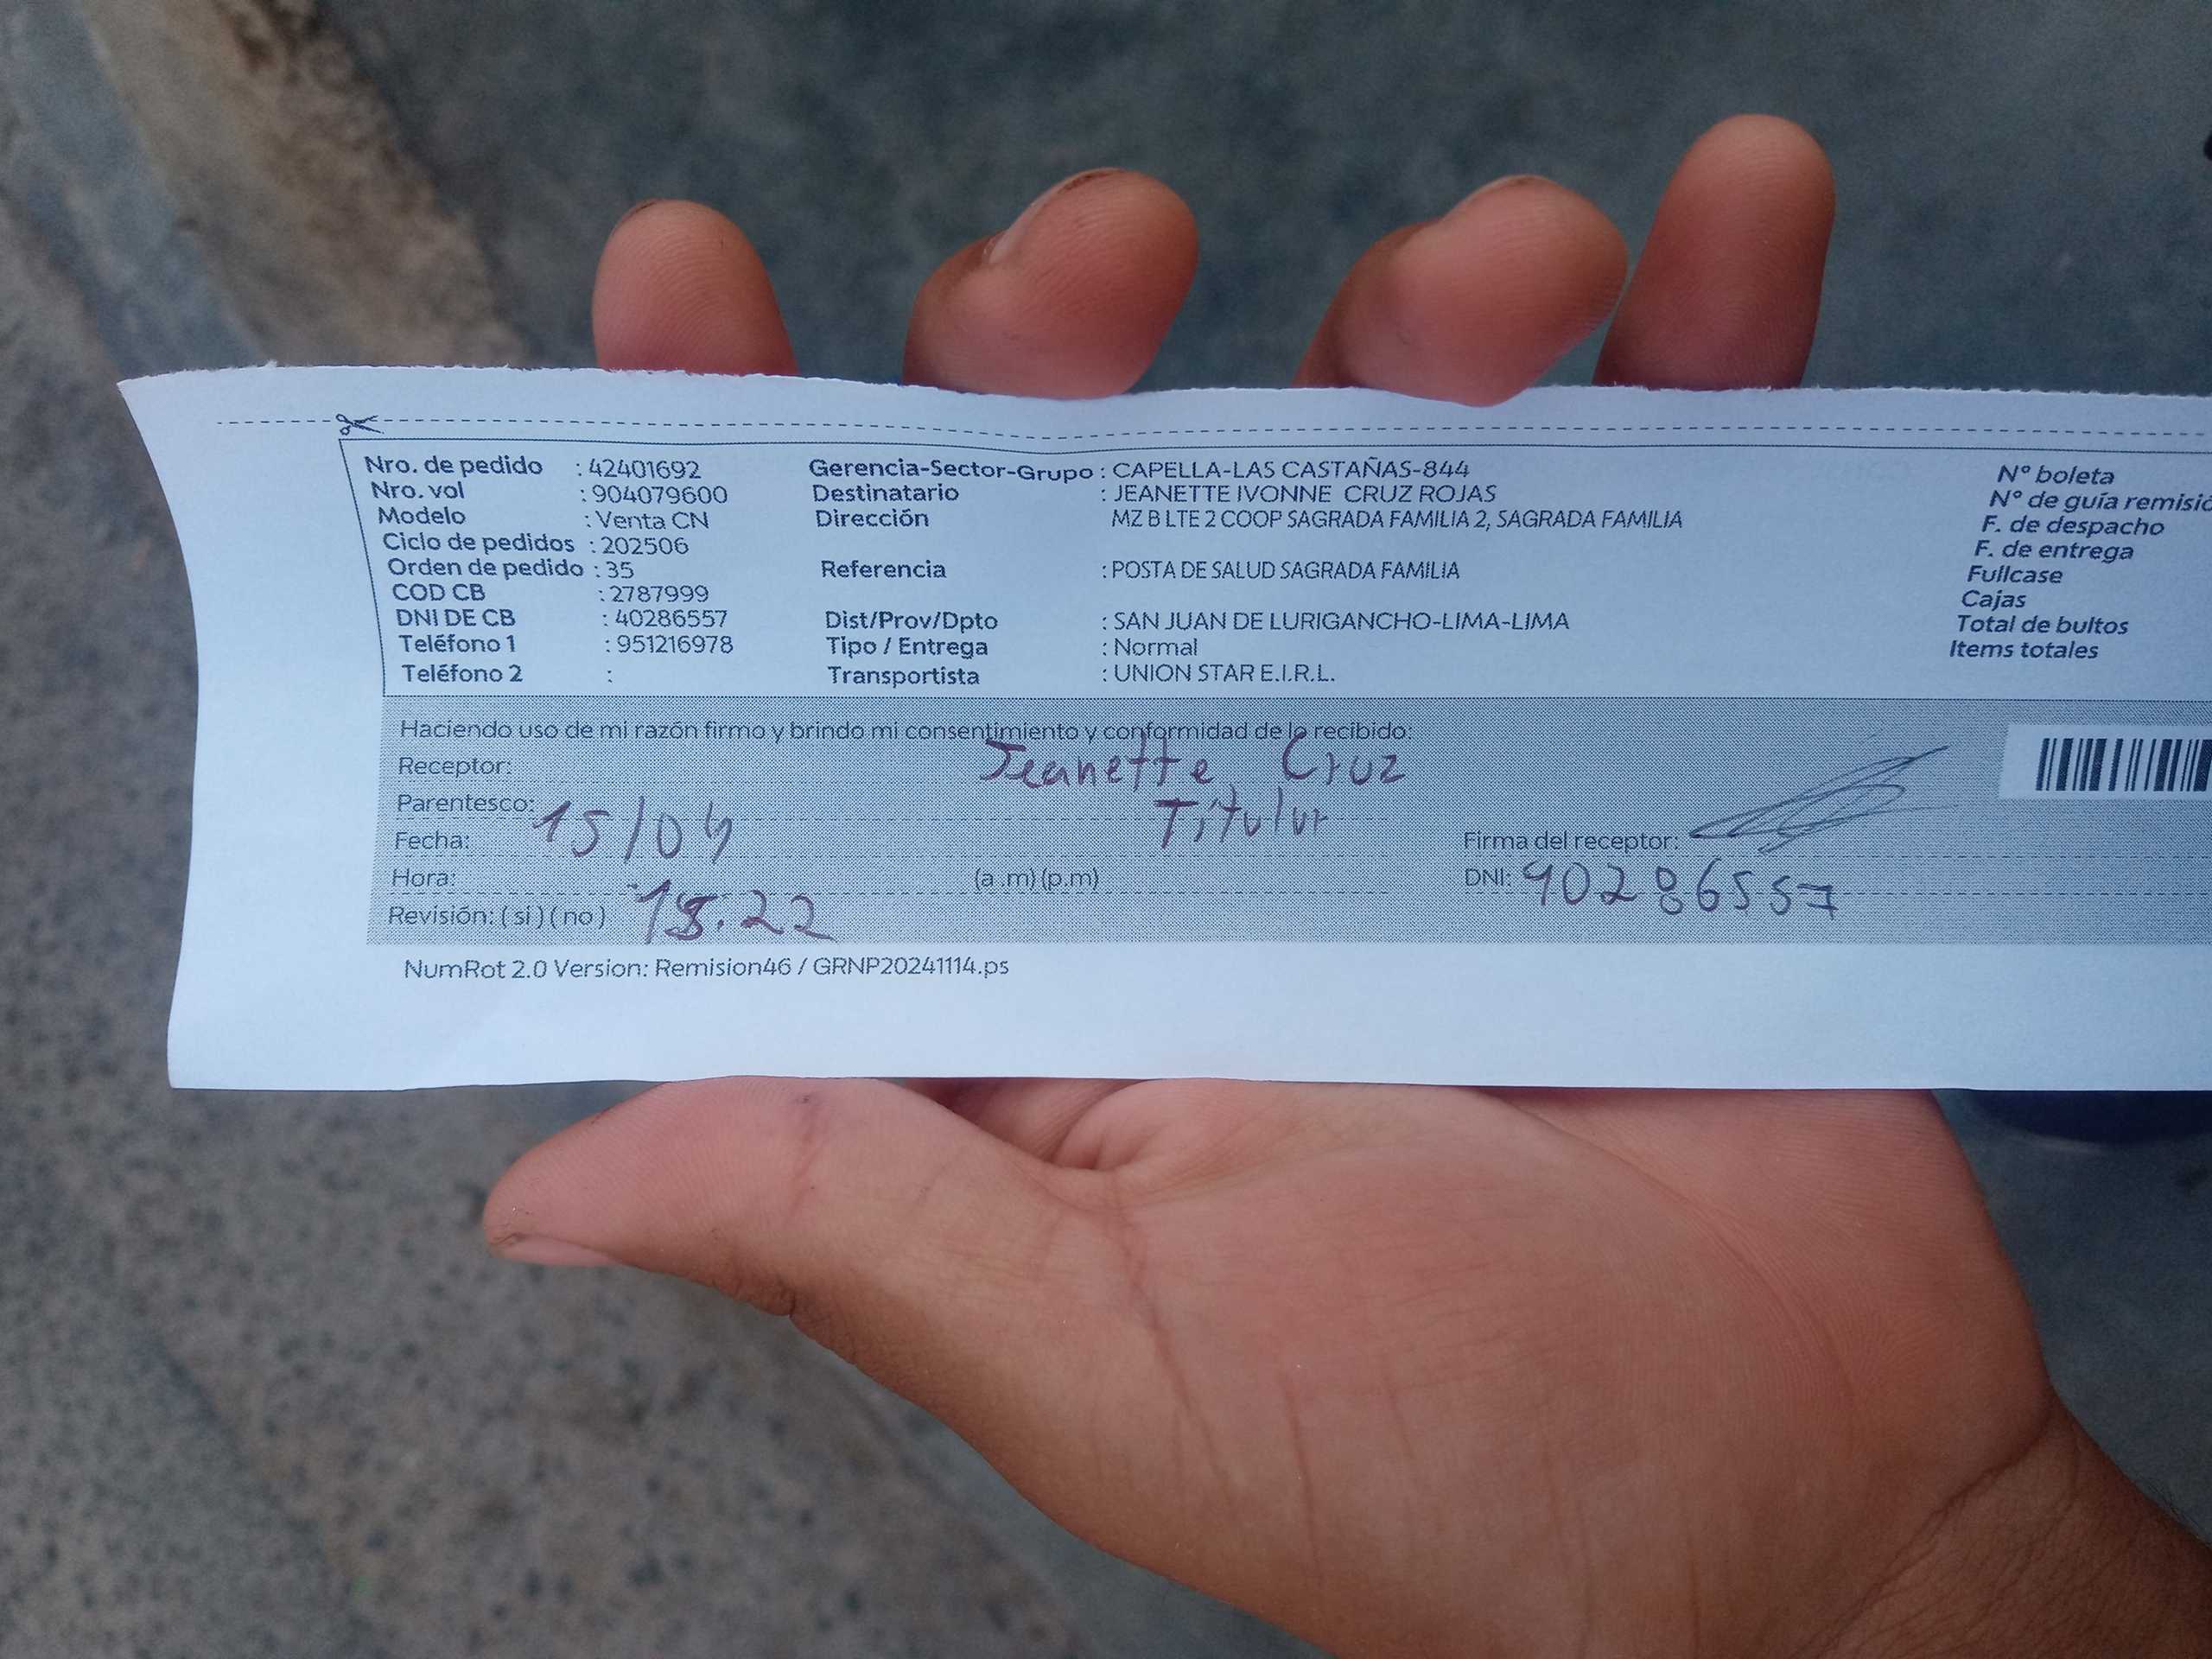 Nro. de pedido : 42401692 Gerencia-Sector-Grupo : CAPELLA-LAS CASTAÑAS-844 N° boleta
Nro. vol : 904079600 Destinatario : JEANETTE IVONNE CRUZ ROJAS N° de guía remisió
Modelo : Venta CN Dirección MZ B LTE 2 COOP SAGRADA FAMILIA 2, SAGRADA FAMILIA F. de despacho
Ciclo de pedidos : 202506 F. de entrega
Orden de pedido : 35 Referencia : POSTA DE SALUD SAGRADA FAMILIA Fullcase
COD CB : 2787999 Cajas
DNI DE CB : 40286557 Dist/Prov/Dpto : SAN JUAN DE LURIGANCHO-LIMA-LIMA Total de bultos
Teléfono 1 : 951216978 Tipo / Entrega : Normal Items totales
Teléfono 2 : Transportista : UNION STAR E.I.R.L.
Haciendo uso de mi razón firmo y brindo mi consentimiento y conformidad de lo recibido:
Receptor: Jeanette Cruz
Parentesco: Titular
Fecha: 15/04 Firma del receptor:
Hora: (a .m) (p.m) DNI: 40286557
Revisión: ( si ) ( no ) .22
NumRot 2.0 Version: Remision46 / GRNP20241114.ps